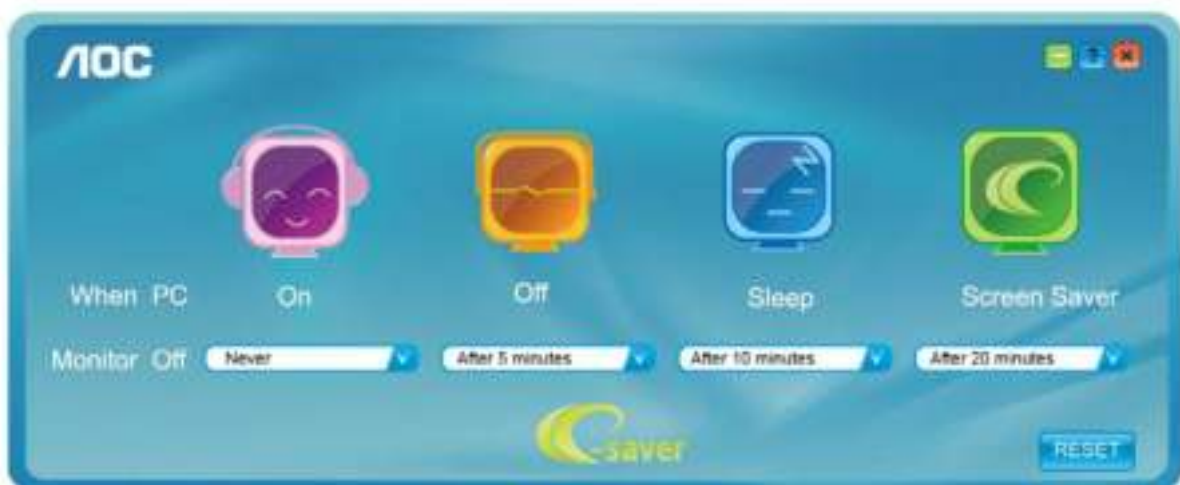 AOC
When PC On Off Sleep Screen Saver
Monitor Off Never After 5 minutes After 10 minutes After 20 minutes
e-saver
RESET